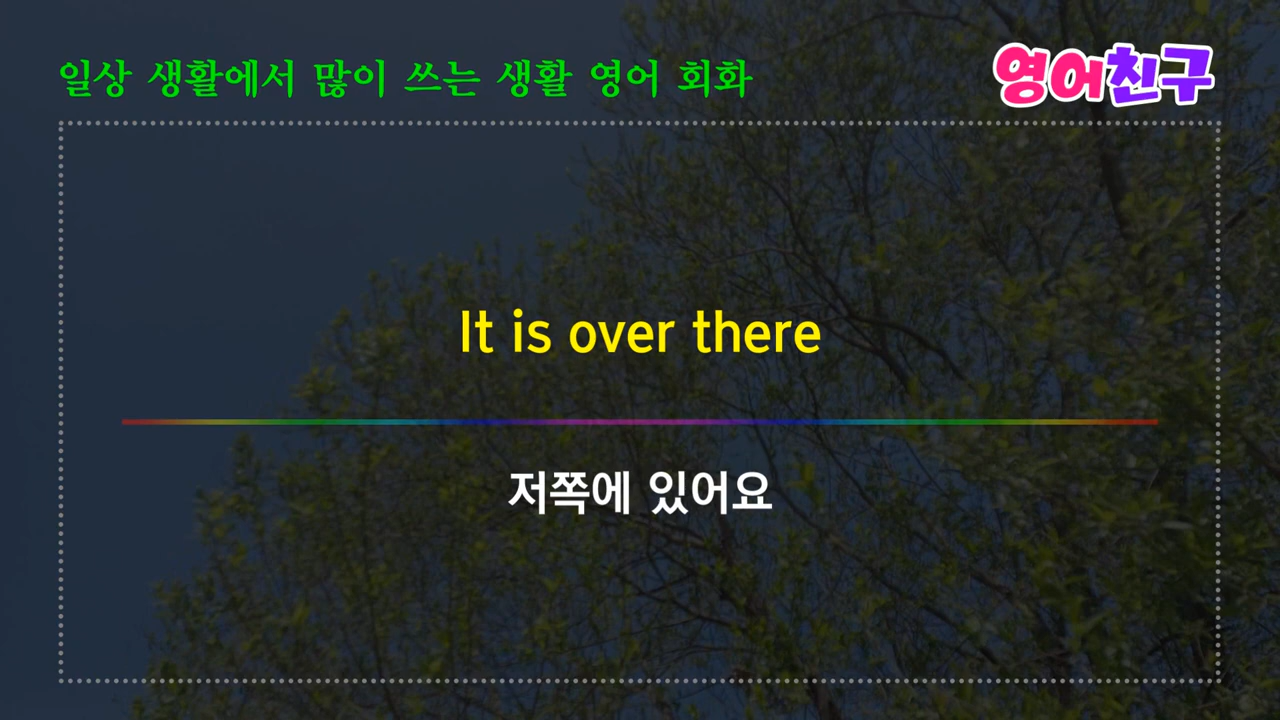 일상 생활에서 많이 쓰는 생활 영어 회화
영어친구
It is over there
저쪽에 있어요